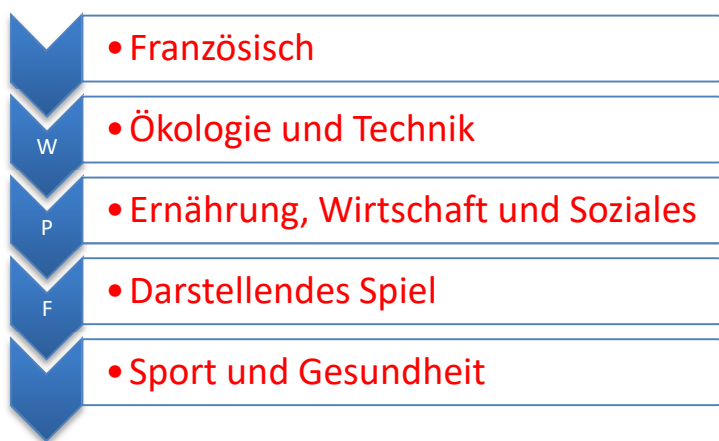 • Französisch
W
• Ökologie und Technik
P
• Ernährung, Wirtschaft und Soziales
F
• Darstellendes Spiel
• Sport und Gesundheit